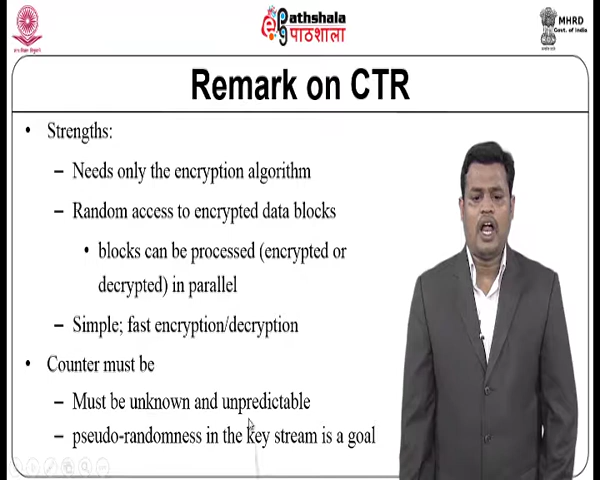 ePathshala
पाठशाला
MHRD
Govt. of India
Remark on CTR
• Strengths:
– Needs only the encryption algorithm
– Random access to encrypted data blocks
• blocks can be processed (encrypted or
decrypted) in parallel
– Simple; fast encryption/decryption
• Counter must be
– Must be unknown and unpredictable
– pseudo-randomness in the key stream is a goal